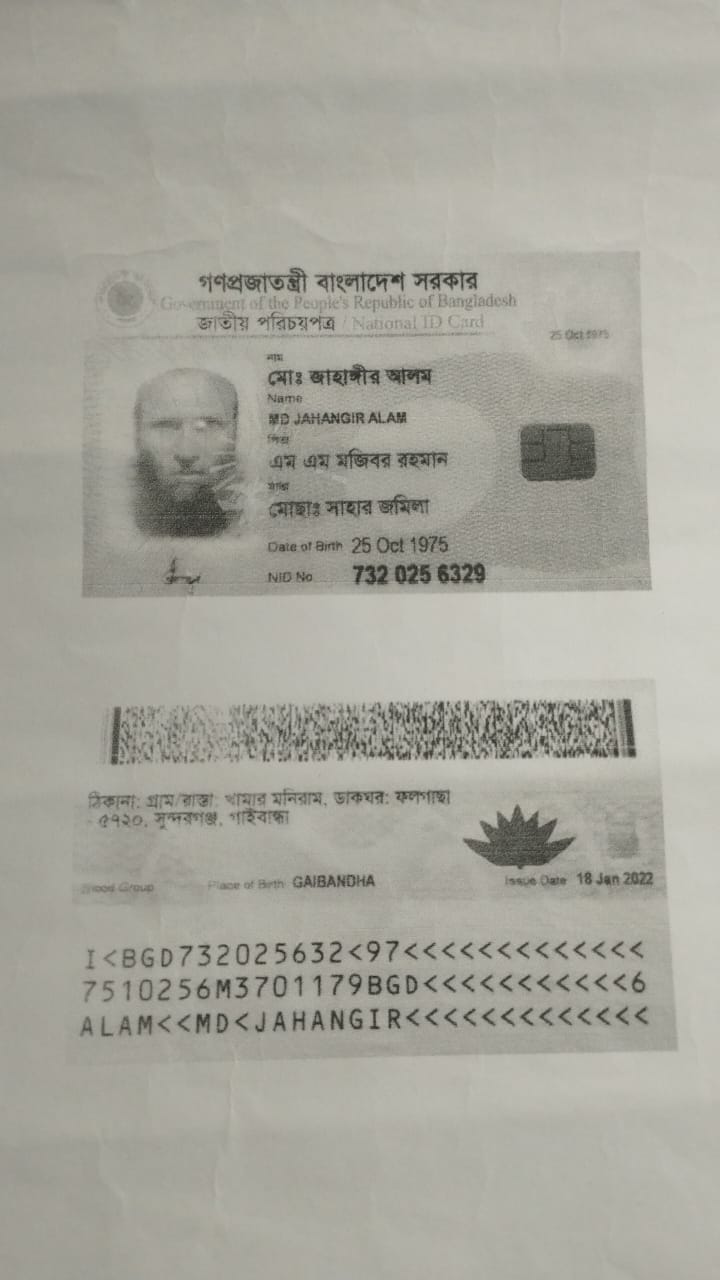 গণপ্রজাতন্ত্রী বাংলাদেশ সরকার
Government of the People's Republic of Bangladesh
জাতীয় পরিচয়পত্র / National ID Card
25 Oct 1975
নাম
মোঃ জাহাঙ্গীর আলম
Name
MD JAHANGIR ALAM
পিতা
এম এম মজিবর রহমান
মাতা
মোছাঃ সাহার জমিলা
Date of Birth 25 Oct 1975
NID No 732 025 6329
ঠিকানা: গ্রাম/রাস্তা: খামার মনিরাম, ডাকঘর: ফলগাছা
- ৫৭২০, সুন্দরগঞ্জ, গাইবান্ধা
Blood Group Place of Birth GAIBANDHA Issue Date 18 Jan 2022
I<BGD732025632<97<<<<<<<<<<<<<
7510256M3701179BGD<<<<<<<<<<<6
ALAM<<MD<JAHANGIR<<<<<<<<<<<<<